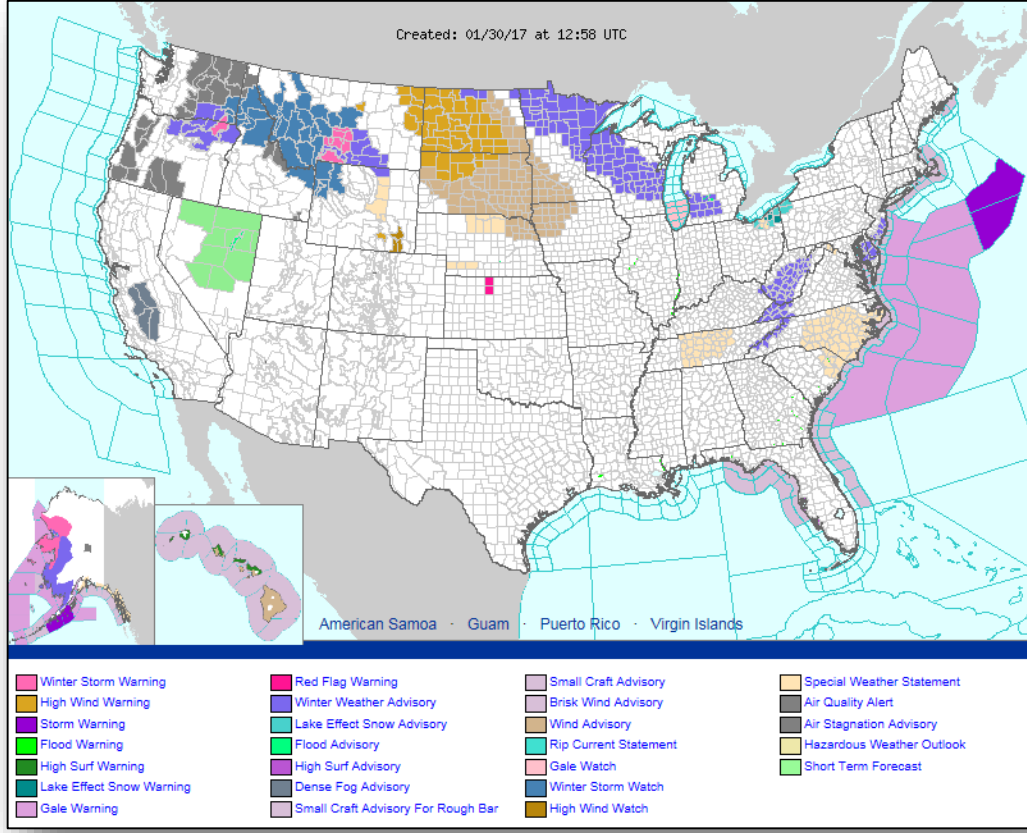 Created: 01/30/17 at 12:58 UTC
American Samoa · Guam · Puerto Rico · Virgin Islands
Winter Storm Warning
High Wind Warning
Storm Warning
Flood Warning
High Surf Warning
Lake Effect Snow Warning
Gale Warning
Red Flag Warning
Winter Weather Advisory
Lake Effect Snow Advisory
Flood Advisory
High Surf Advisory
Dense Fog Advisory
Small Craft Advisory For Rough Bar
Small Craft Advisory
Brisk Wind Advisory
Wind Advisory
Rip Current Statement
Gale Watch
Winter Storm Watch
High Wind Watch
Special Weather Statement
Air Quality Alert
Air Stagnation Advisory
Hazardous Weather Outlook
Short Term Forecast